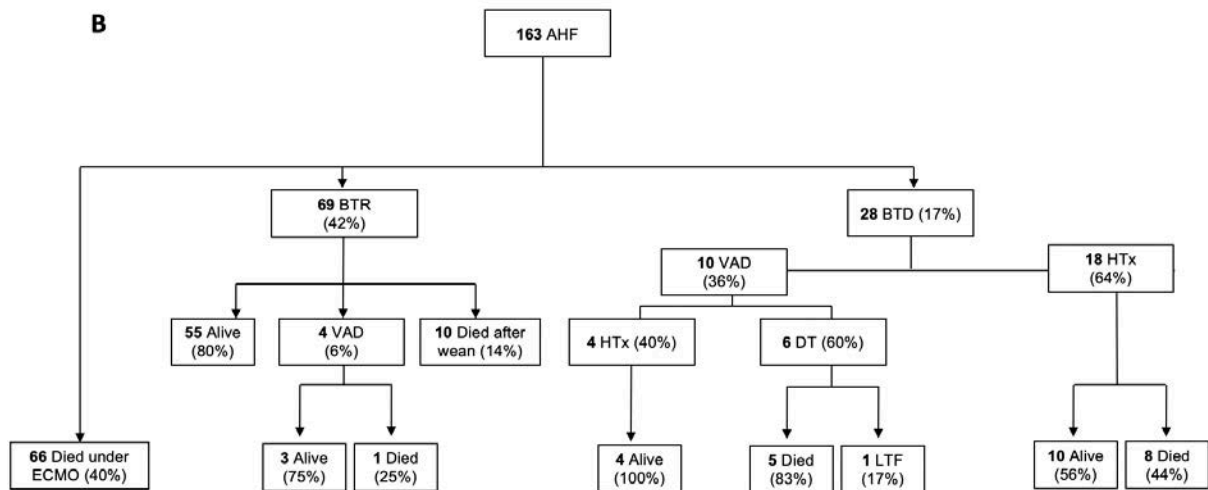 B
163 AHF
69 BTR
(42%)
28 BTD (17%)
10 VAD
(36%)
18 HTx
(64%)
55 Alive
(80%)
4 VAD
(6%)
10 Died after
wean (14%)
4 HTx (40%)
6 DT (60%)
66 Died under
ECMO (40%)
3 Alive
(75%)
1 Died
(25%)
4 Alive
(100%)
5 Died
(83%)
1 LTF
(17%)
10 Alive
(56%)
8 Died
(44%)